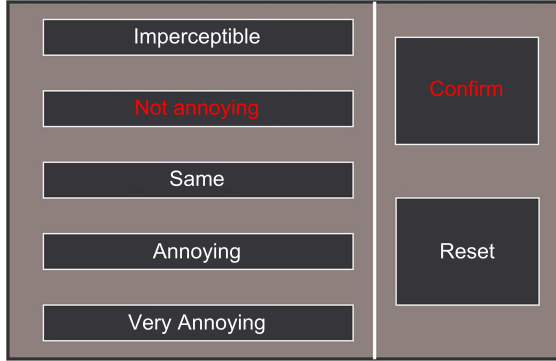 Imperceptible
Not annoying
Same
Annoying
Very Annoying
Confirm
Reset